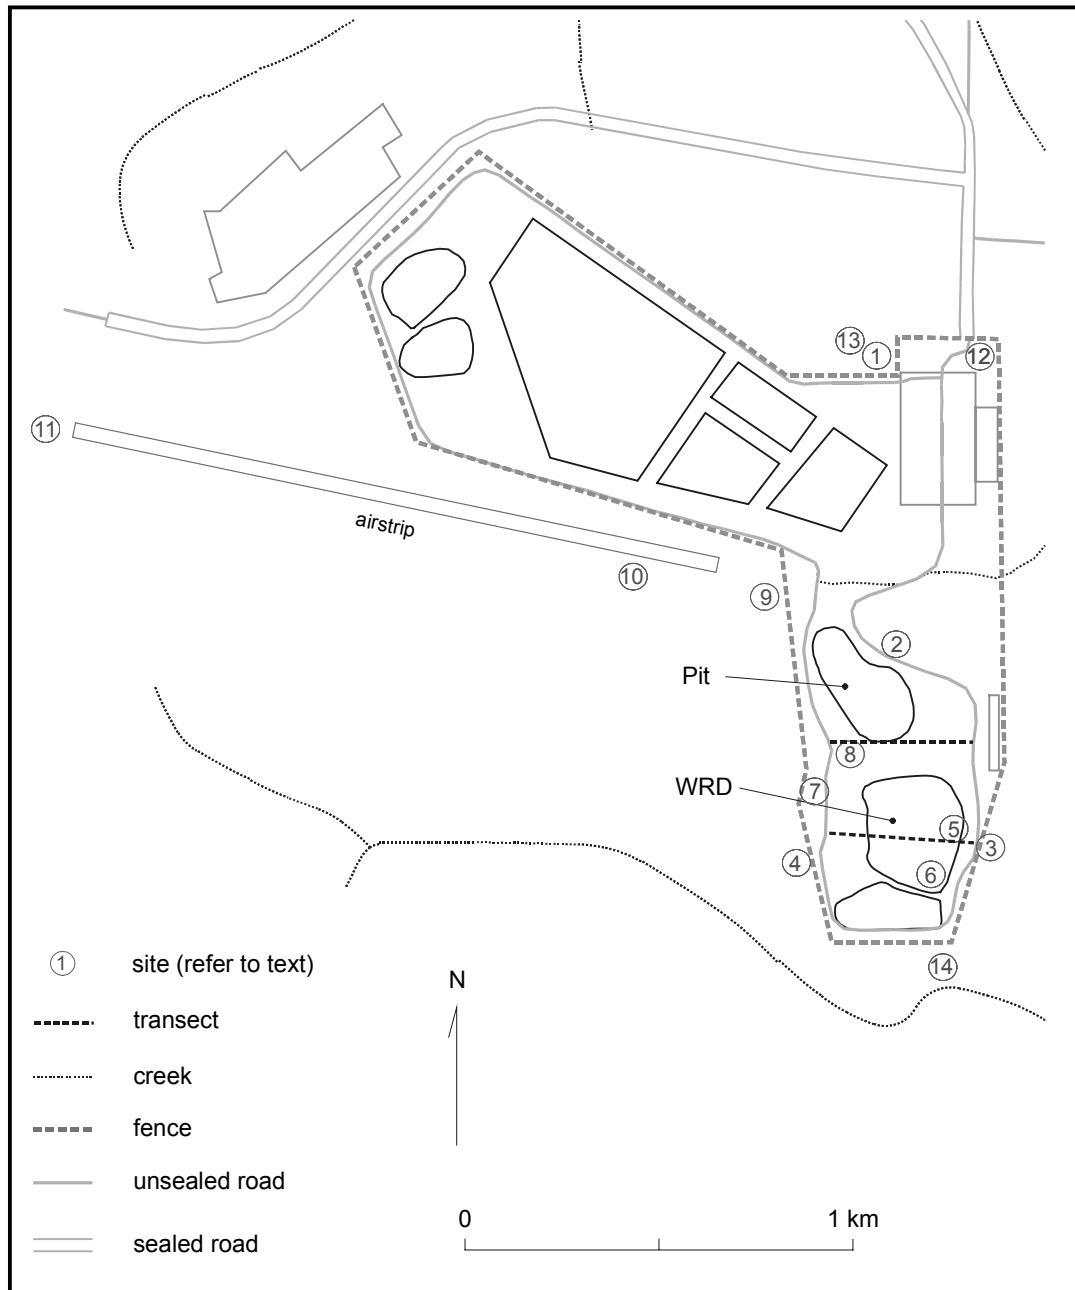 13
1
12
11
airstrip
10
9
2
Pit
8
7
WRD
5
3
4
6
14
1 site (refer to text)
N
transect
creek
fence
unsealed road
0 1 km
sealed road